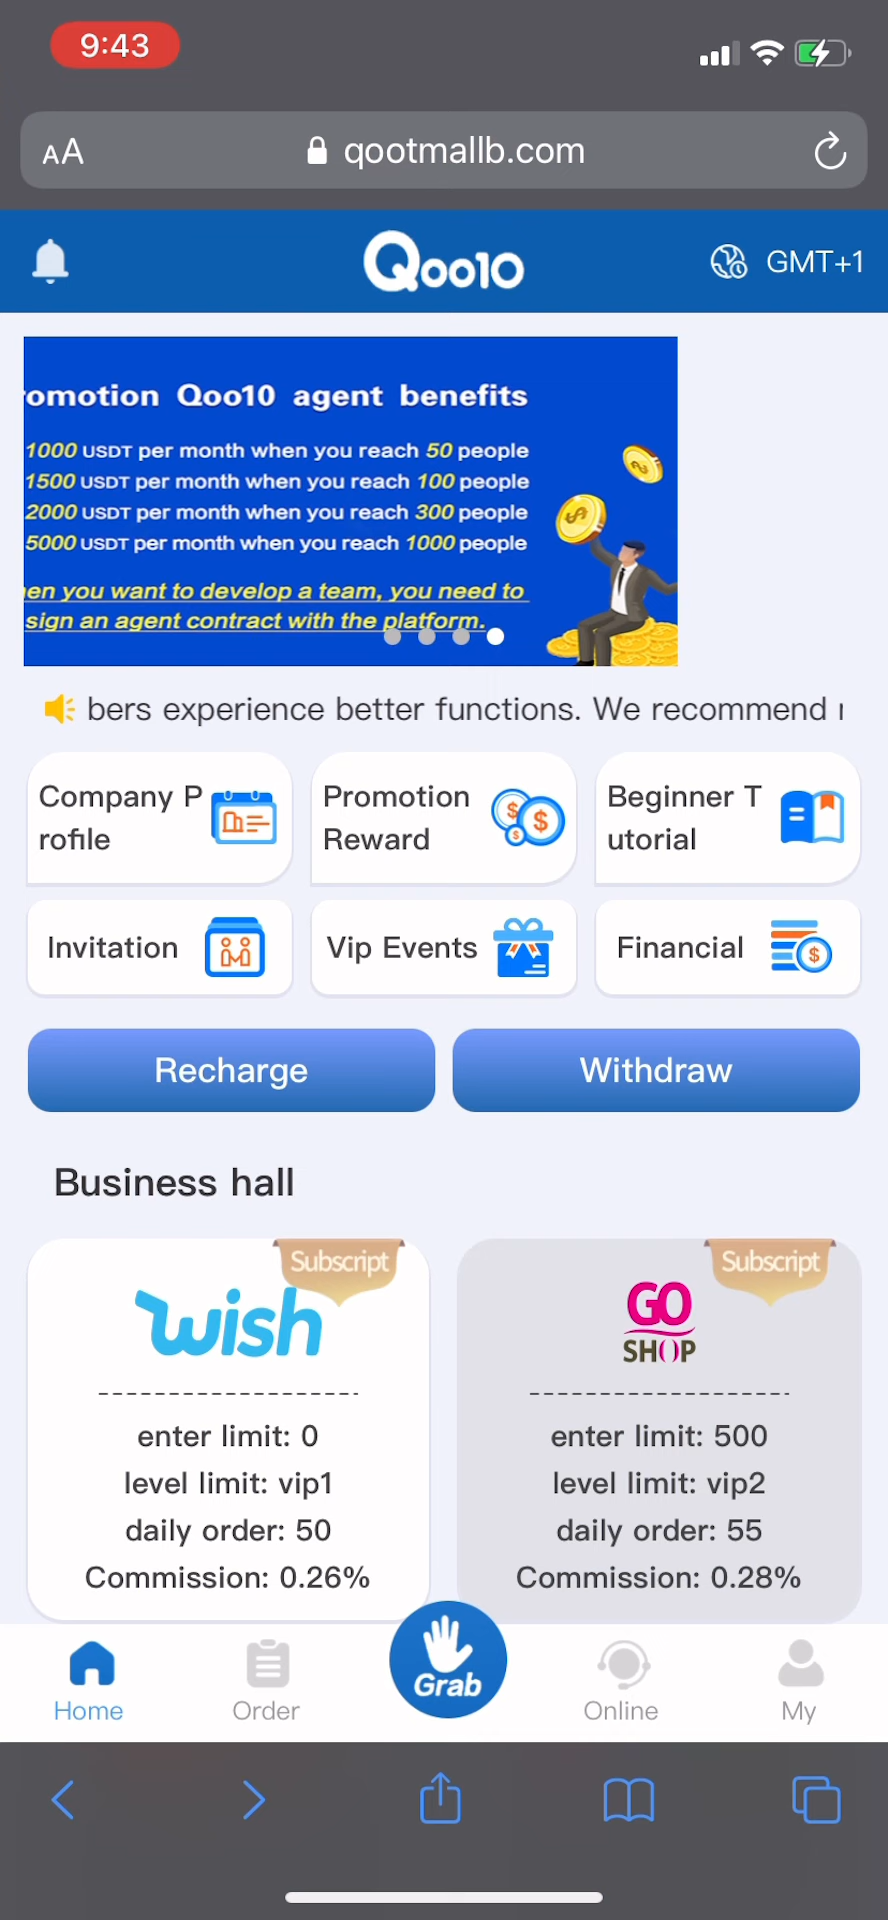 9:43
AA qootmallb.com
Qoo10 GMT+1
omotion Qoo10 agent benefits
1000 USDT per month when you reach 50 people
1500 USDT per month when you reach 100 people
2000 USDT per month when you reach 300 people
5000 USDT per month when you reach 1000 people
en you want to develop a team, you need to
sign an agent contract with the platform.
bers experience better functions. We recommend
Company P
rofile
Promotion
Reward
Beginner T
utorial
Invitation
Vip Events
Financial
Recharge
Withdraw
Business hall
Subscript
wish
enter limit: 0
level limit: vip1
daily order: 50
Commission: 0.26%
Subscript
GO
SHOP
enter limit: 500
level limit: vip2
daily order: 55
Commission: 0.28%
Home
Order
Grab
Online
My